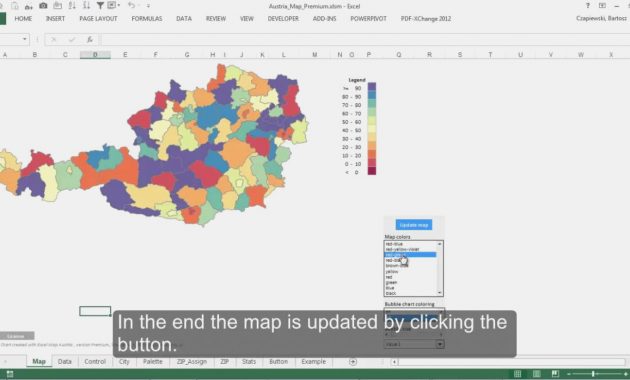 Austria_Map_Premium.xlsm - Excel
HOME INSERT PAGE LAYOUT FORMULAS DATA REVIEW VIEW DEVELOPER ADD-INS POWERPIVOT PDF-XChange 2012
Czapiewski, Bartosz
A B C D E F G H I J K L M N O P Q R S T U V W X
Legend
>= 90
80 - 90
70 - 80
60 - 70
50 - 60
40 - 50
30 - 40
20 - 30
10 - 20
0 - 10
< 0
Update map
Map colors
red-blue
red-yellow-violet
yellow
red
green
blue
black
Bubble chart coloring
License
In the end the map is updated by clicking the
button.
Value 1
Map Data Control City Palette ZIP_Assign ZIP Stats Button Example